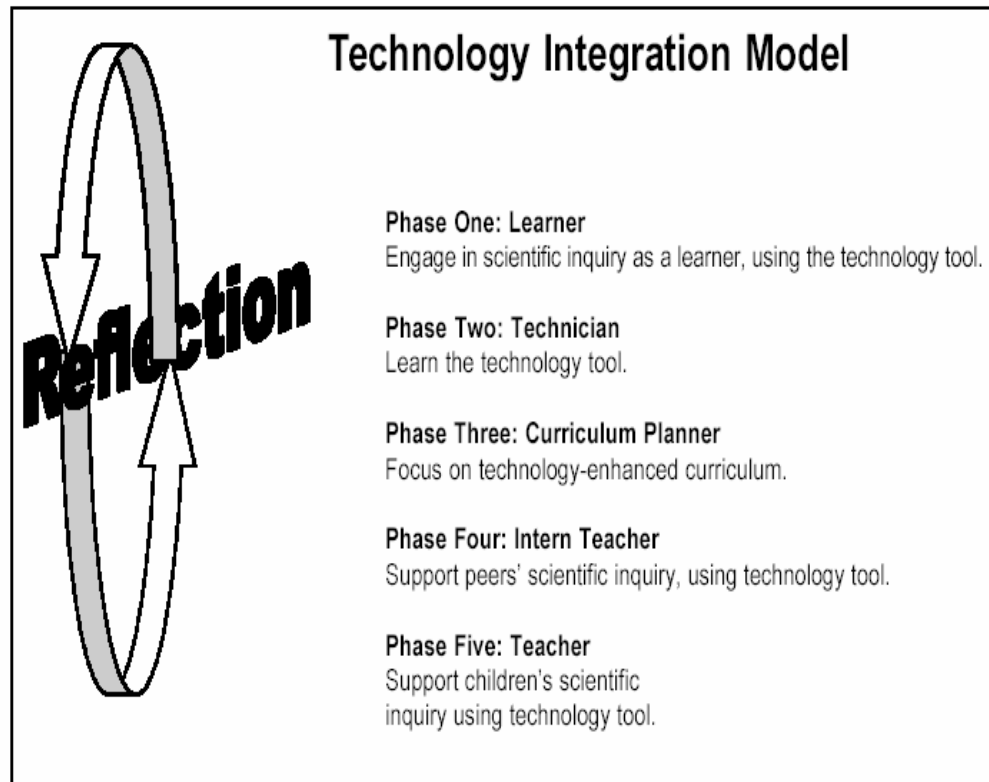 Technology Integration Model
Reflection
Phase One: Learner
Engage in scientific inquiry as a learner, using the technology tool.
Phase Two: Technician
Learn the technology tool.
Phase Three: Curriculum Planner
Focus on technology-enhanced curriculum.
Phase Four: Intern Teacher
Support peers’ scientific inquiry, using technology tool.
Phase Five: Teacher
Support children’s scientific
inquiry using technology tool.